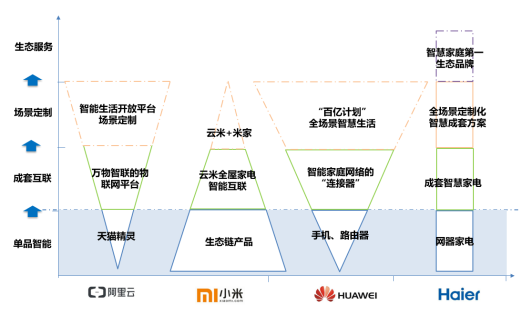 生态服务
场景定制
成套互联
单品智能
智能生活开放平台
场景定制
万物智联的物
联网平台
天猫精灵
云米+米家
云米全屋家电
智能互联
生态链产品
“百亿计划”
全场景智慧生活
智能家庭网络的
“连接器”
手机、路由器
智慧家庭第一
生态品牌
全场景定制化
智慧成套方案
成套智慧家电
网器家电
阿里云
小米
xiaomi.com
HUAWEI
Haier